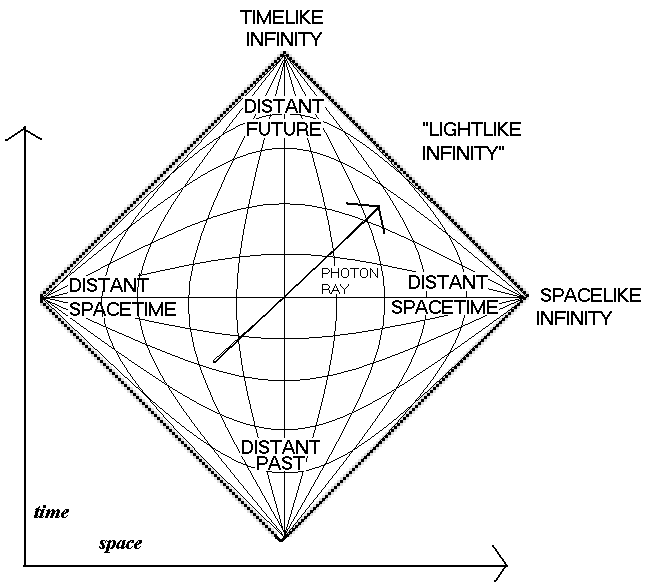 TIMELIKE
INFINITY
DISTANT
FUTURE
"LIGHTLIKE
INFINITY"
PHOTON
RAY
DISTANT
SPACETIME
DISTANT
SPACETIME
SPACELIKE
INFINITY
DISTANT
PAST
time
space